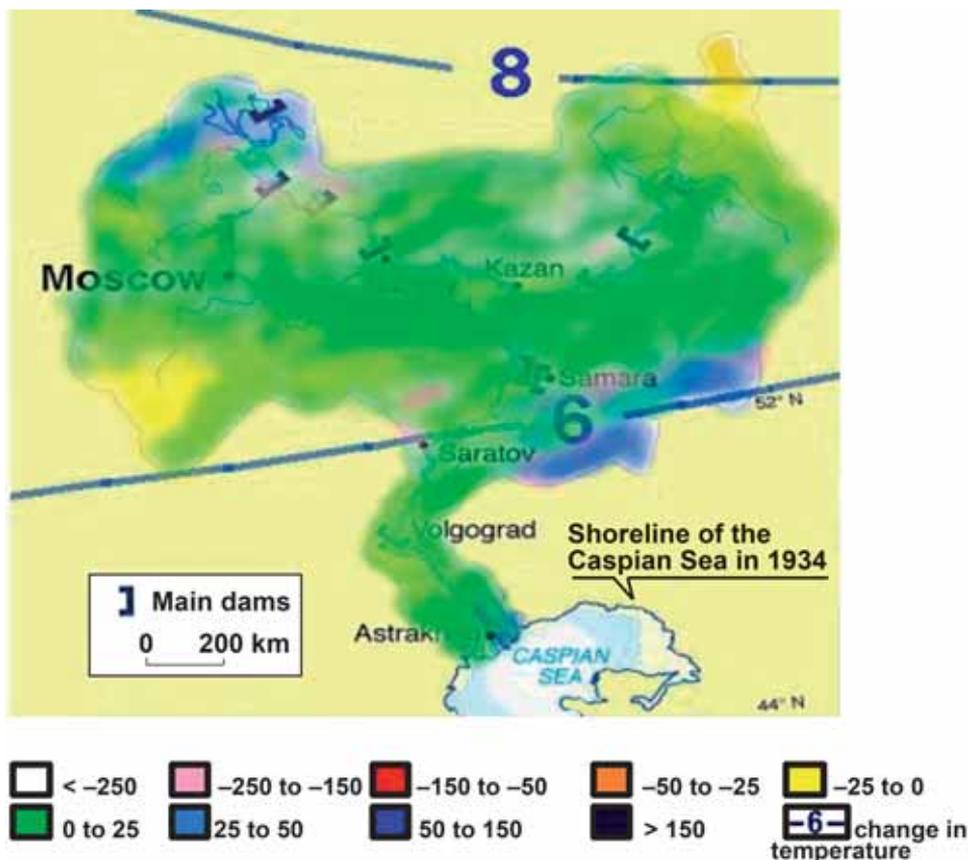 8
Moscow
Kazan
Samara
6
52° N
Saratov
Volgograd
Shoreline of the
Caspian Sea in 1934
Main dams
0 200 km
Astrakh
CASPIAN
SEA
44° N
< –250
–250 to –150
–150 to –50
–50 to –25
–25 to 0
0 to 25
25 to 50
50 to 150
> 150
–6– change in
temperature